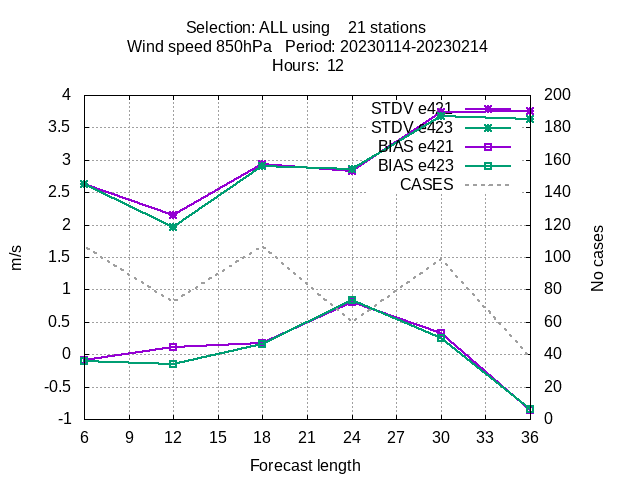 Selection: ALL using    21 stations
Wind speed 850hPa   Period: 20230114-20230214
Hours:  12
STDV e421
STDV e423
BIAS e421
BIAS e423
CASES
4
3.5
3
2.5
2
1.5
1
0.5
0
-0.5
-1
m/s
200
180
160
140
120
100
80
60
40
20
0
No cases
6 9 12 15 18 21 24 27 30 33 36
Forecast length